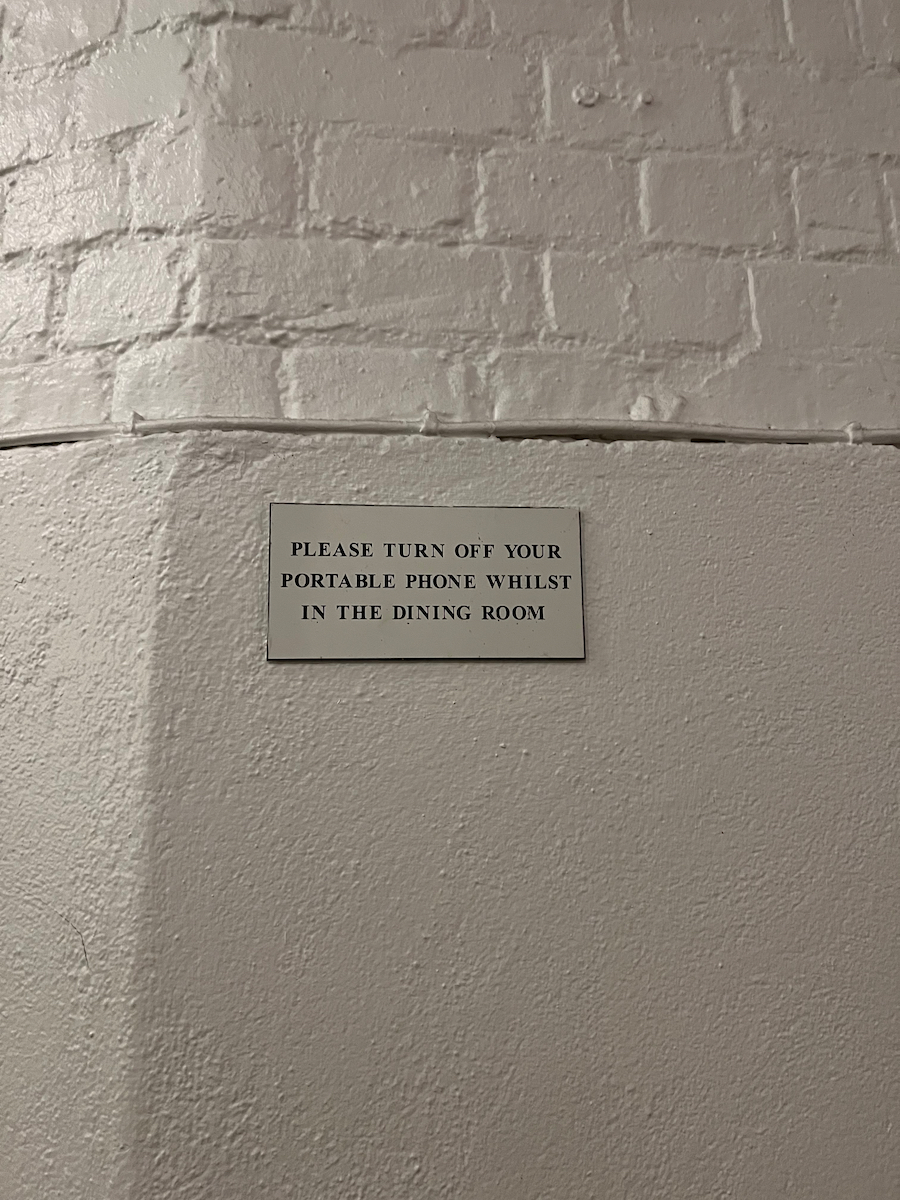 PLEASE TURN OFF YOUR
PORTABLE PHONE WHILST
IN THE DINING ROOM